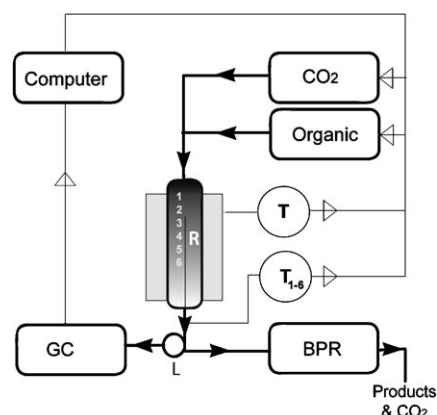 Computer
CO₂
Organic
1
2
3
4
5
6
R
T
T₁₋₆
GC
L
BPR
Products
& CO₂